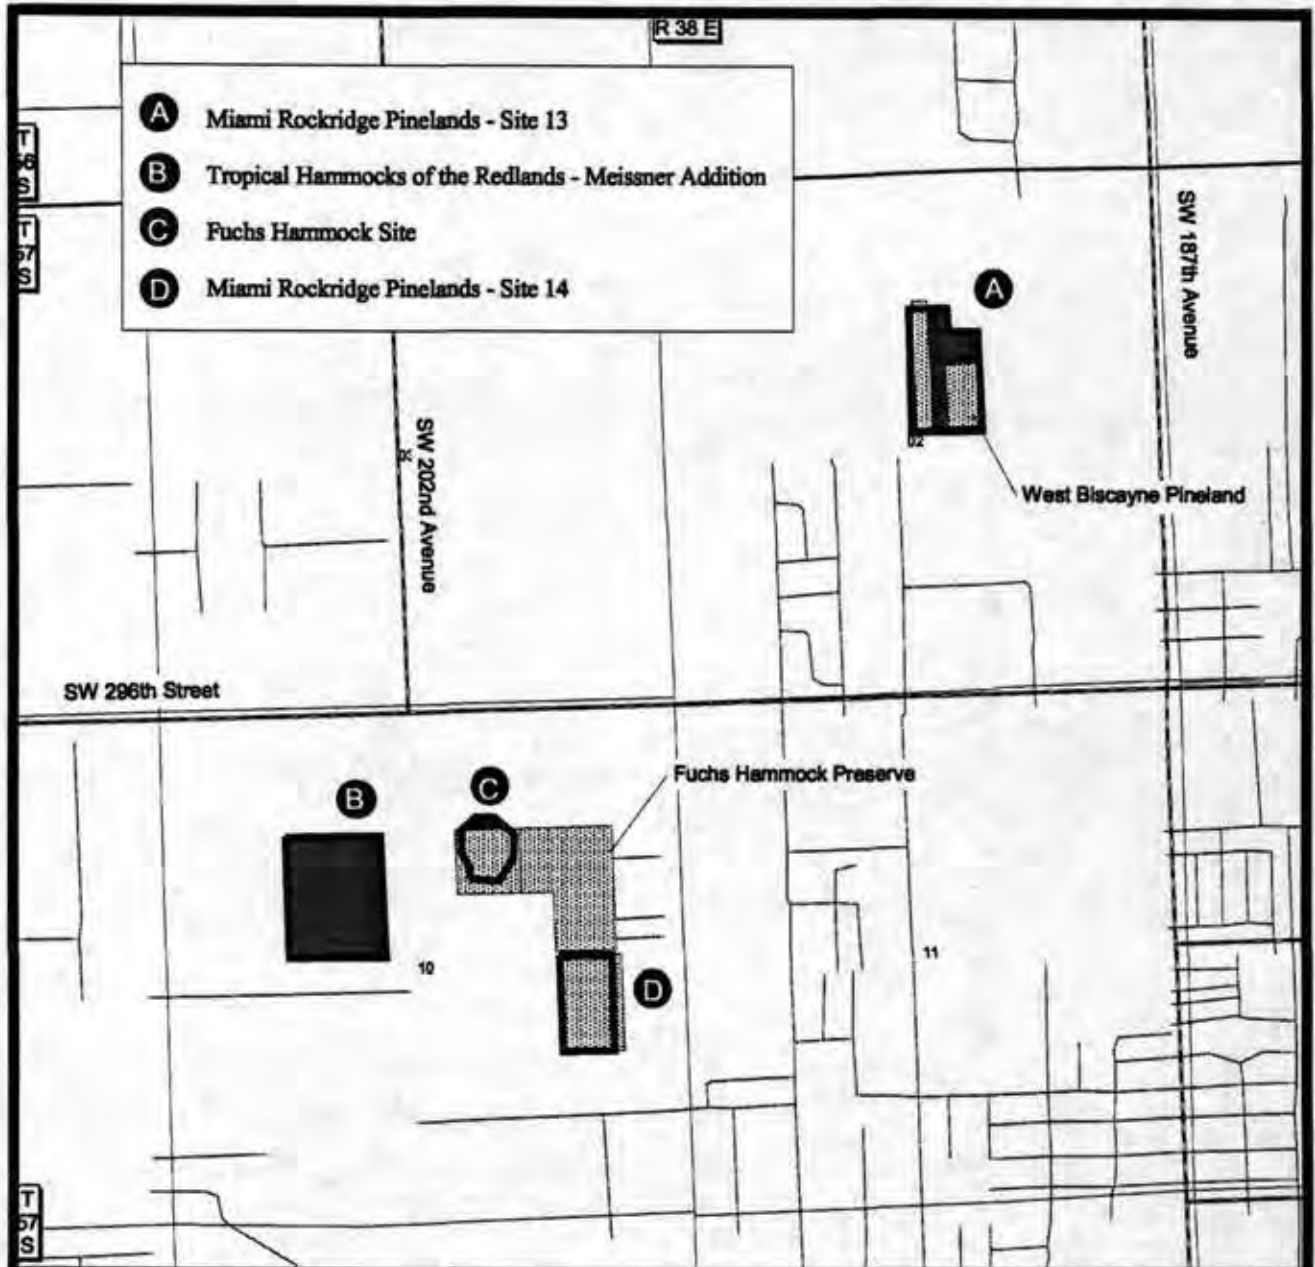 R 38 E
A Miami Rockridge Pinelands - Site 13
B Tropical Hammocks of the Redlands - Meissner Addition
C Fuchs Hammock Site
D Miami Rockridge Pinelands - Site 14
T
56
S
T
57
S
SW 187th Avenue
A
02
West Biscayne Pineland
SW 202nd Avenue
SW 296th Street
Fuchs Hammock Preserve
B
C
10
D
11
T
57
S